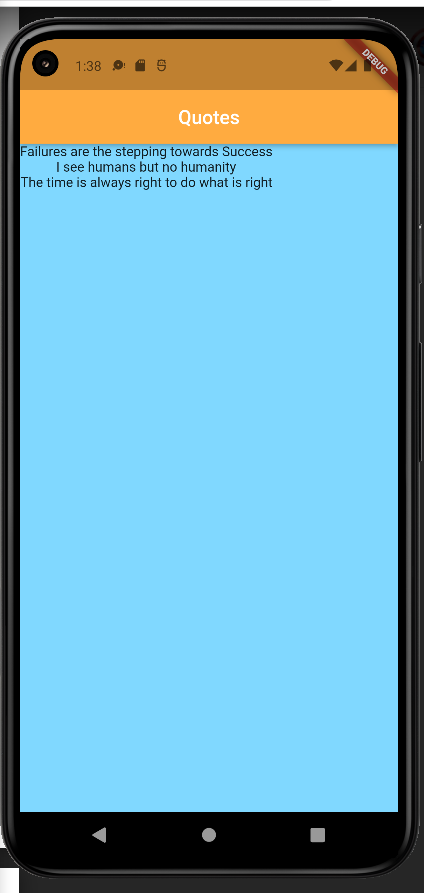 1:38
DEBUG
Quotes
Failures are the stepping towards Success
I see humans but no humanity
The time is always right to do what is right